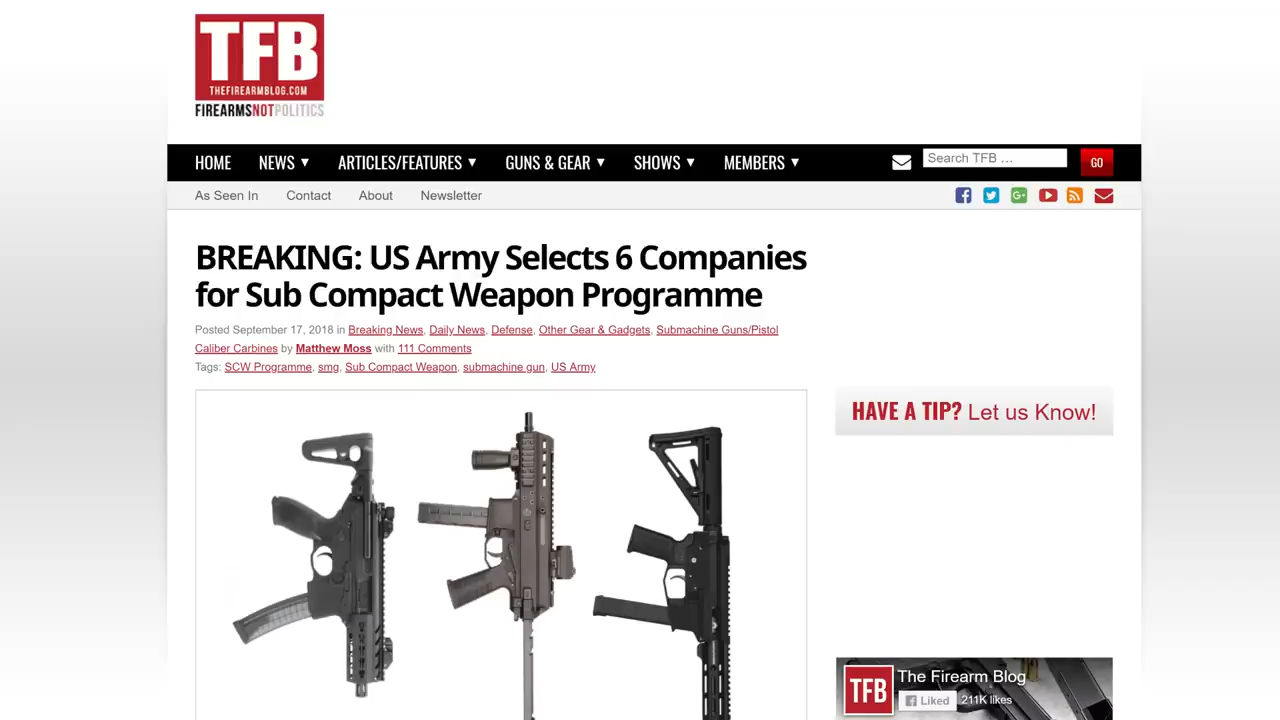 TFB
THEFIREARMBLOG.COM
FIREARMSNOTPOLITICS
HOME NEWS ▼ ARTICLES/FEATURES ▼ GUNS & GEAR ▼ SHOWS ▼ MEMBERS ▼ Search TFB … GO
As Seen In Contact About Newsletter
BREAKING: US Army Selects 6 Companies
for Sub Compact Weapon Programme
Posted September 17, 2018 in Breaking News, Daily News, Defense, Other Gear & Gadgets, Submachine Guns/Pistol
Caliber Carbines by Matthew Moss with 111 Comments
Tags: SCW Programme, smg, Sub Compact Weapon, submachine gun, US Army
HAVE A TIP? Let us Know!
TFB
The Firearm Blog
Liked 211K likes